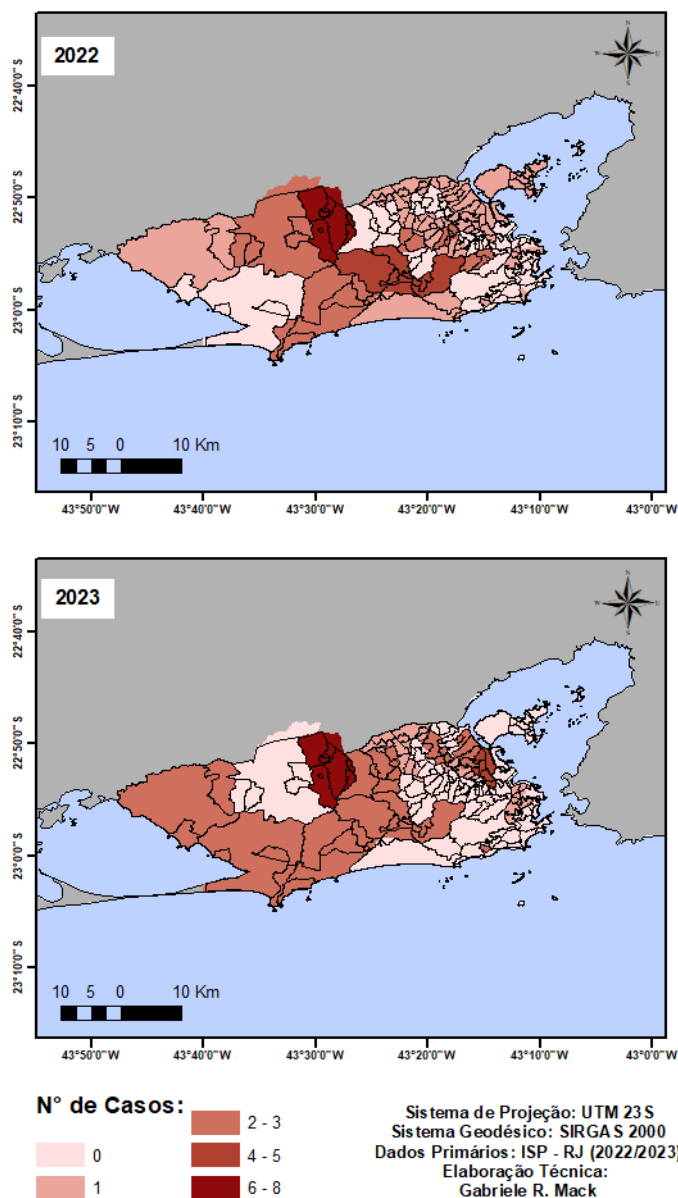 2022
N
W
S
22°40'0"S
22°50'0"S
23°0'0"S
23°10'0"S
10 5 0 10 Km
43°50'0"W 43°40'0"W 43°30'0"W 43°20'0"W 43°10'0"W 43°0'0"W
2023
N
W
S
22°40'0"S
22°50'0"S
23°0'0"S
23°10'0"S
10 5 0 10 Km
43°50'0"W 43°40'0"W 43°30'0"W 43°20'0"W 43°10'0"W 43°0'0"W
N° de Casos:
0
1
2 - 3
4 - 5
6 - 8
Sistema de Projeção: UTM 23 S
Sistema Geodésico: SIRGAS 2000
Dados Primários: ISP - RJ (2022/2023)
Elaboração Técnica:
Gabriele R. Mack